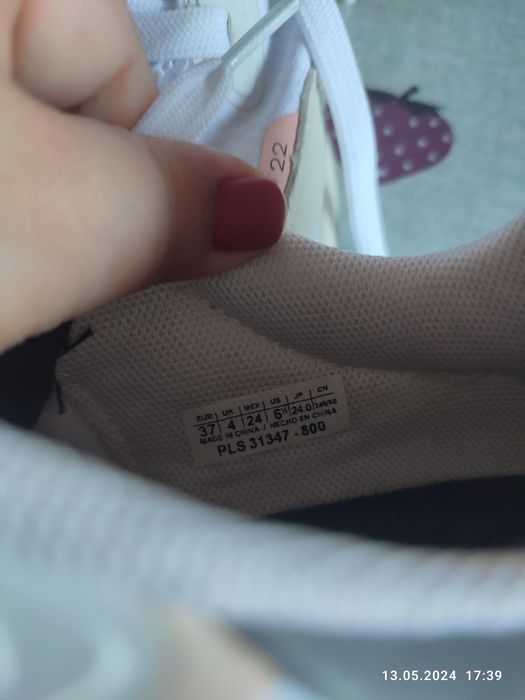 22
EUR | UK | MEX | US | JP | CN
37 | 4 | 24 | 6½ | 24.0
MADE IN CHINA / HECHO EN CHINA
PLS 31347 - 800
13.05.2024 17:39